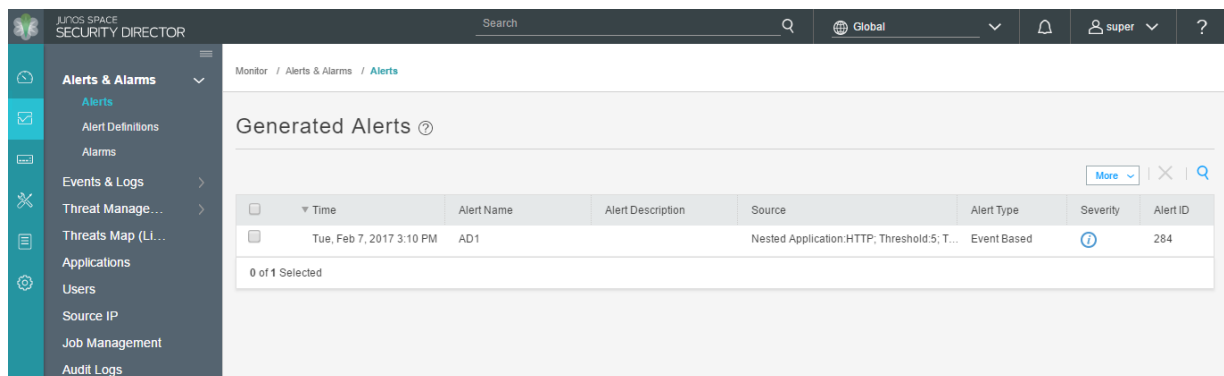 JUNOS SPACE
SECURITY DIRECTOR
Search
Global
super
?
Alerts & Alarms
Alerts
Alert Definitions
Alarms
Events & Logs
Threat Manage...
Threats Map (Li...
Applications
Users
Source IP
Job Management
Audit Logs
Monitor / Alerts & Alarms / Alerts
Generated Alerts ?
More
Time Alert Name Alert Description Source Alert Type Severity Alert ID
Tue, Feb 7, 2017 3:10 PM AD1 Nested Application:HTTP; Threshold:5; T... Event Based i 284
0 of 1 Selected